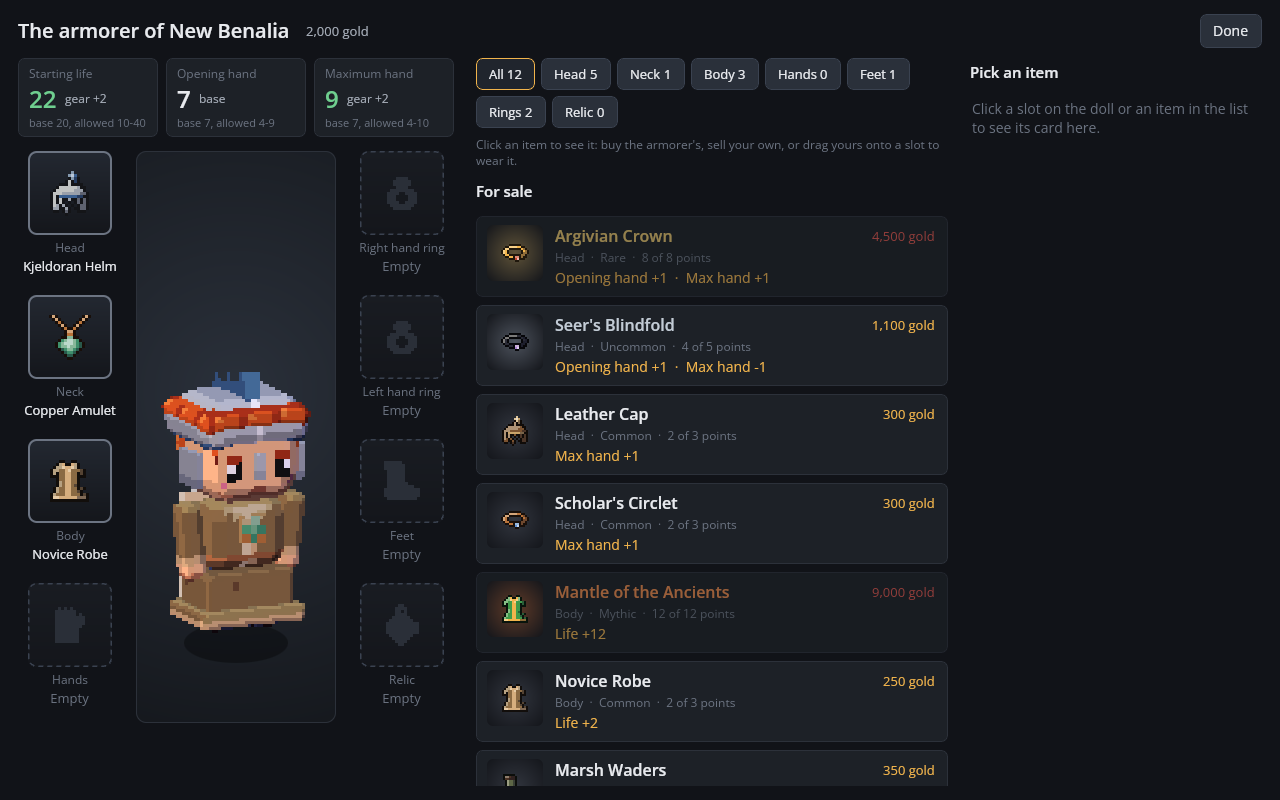 The armorer of New Benalia 2,000 gold
Done
Starting life
22 gear +2
base 20, allowed 10-40
Opening hand
7 base
base 7, allowed 4-9
Maximum hand
9 gear +2
base 7, allowed 4-10
Head
Kjeldoran Helm
Neck
Copper Amulet
Body
Novice Robe
Hands
Empty
Right hand ring
Empty
Left hand ring
Empty
Feet
Empty
Relic
Empty
All 12
Head 5
Neck 1
Body 3
Hands 0
Feet 1
Rings 2
Relic 0
Click an item to see it: buy the armorer's, sell your own, or drag yours onto a slot to
wear it.
For sale
Argivian Crown 4,500 gold
Head · Rare · 8 of 8 points
Opening hand +1 · Max hand +1
Seer's Blindfold 1,100 gold
Head · Uncommon · 4 of 5 points
Opening hand +1 · Max hand -1
Leather Cap 300 gold
Head · Common · 2 of 3 points
Max hand +1
Scholar's Circlet 300 gold
Head · Common · 2 of 3 points
Max hand +1
Mantle of the Ancients 9,000 gold
Body · Mythic · 12 of 12 points
Life +12
Novice Robe 250 gold
Body · Common · 2 of 3 points
Life +2
Marsh Waders 350 gold
Pick an item
Click a slot on the doll or an item in the list
to see its card here.